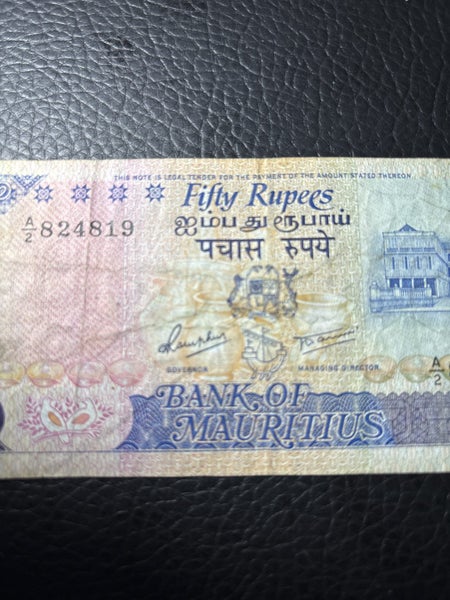 THIS NOTE IS LEGAL TENDER FOR THE PAYMENT OF THE AMOUNT STATED THEREON
Fifty Rupees
A/2 824819
ஐம்பது ரூபாய்
पचास रुपये
GOVERNOR
MANAGING DIRECTOR
A/2
BANK OF
MAURITIUS